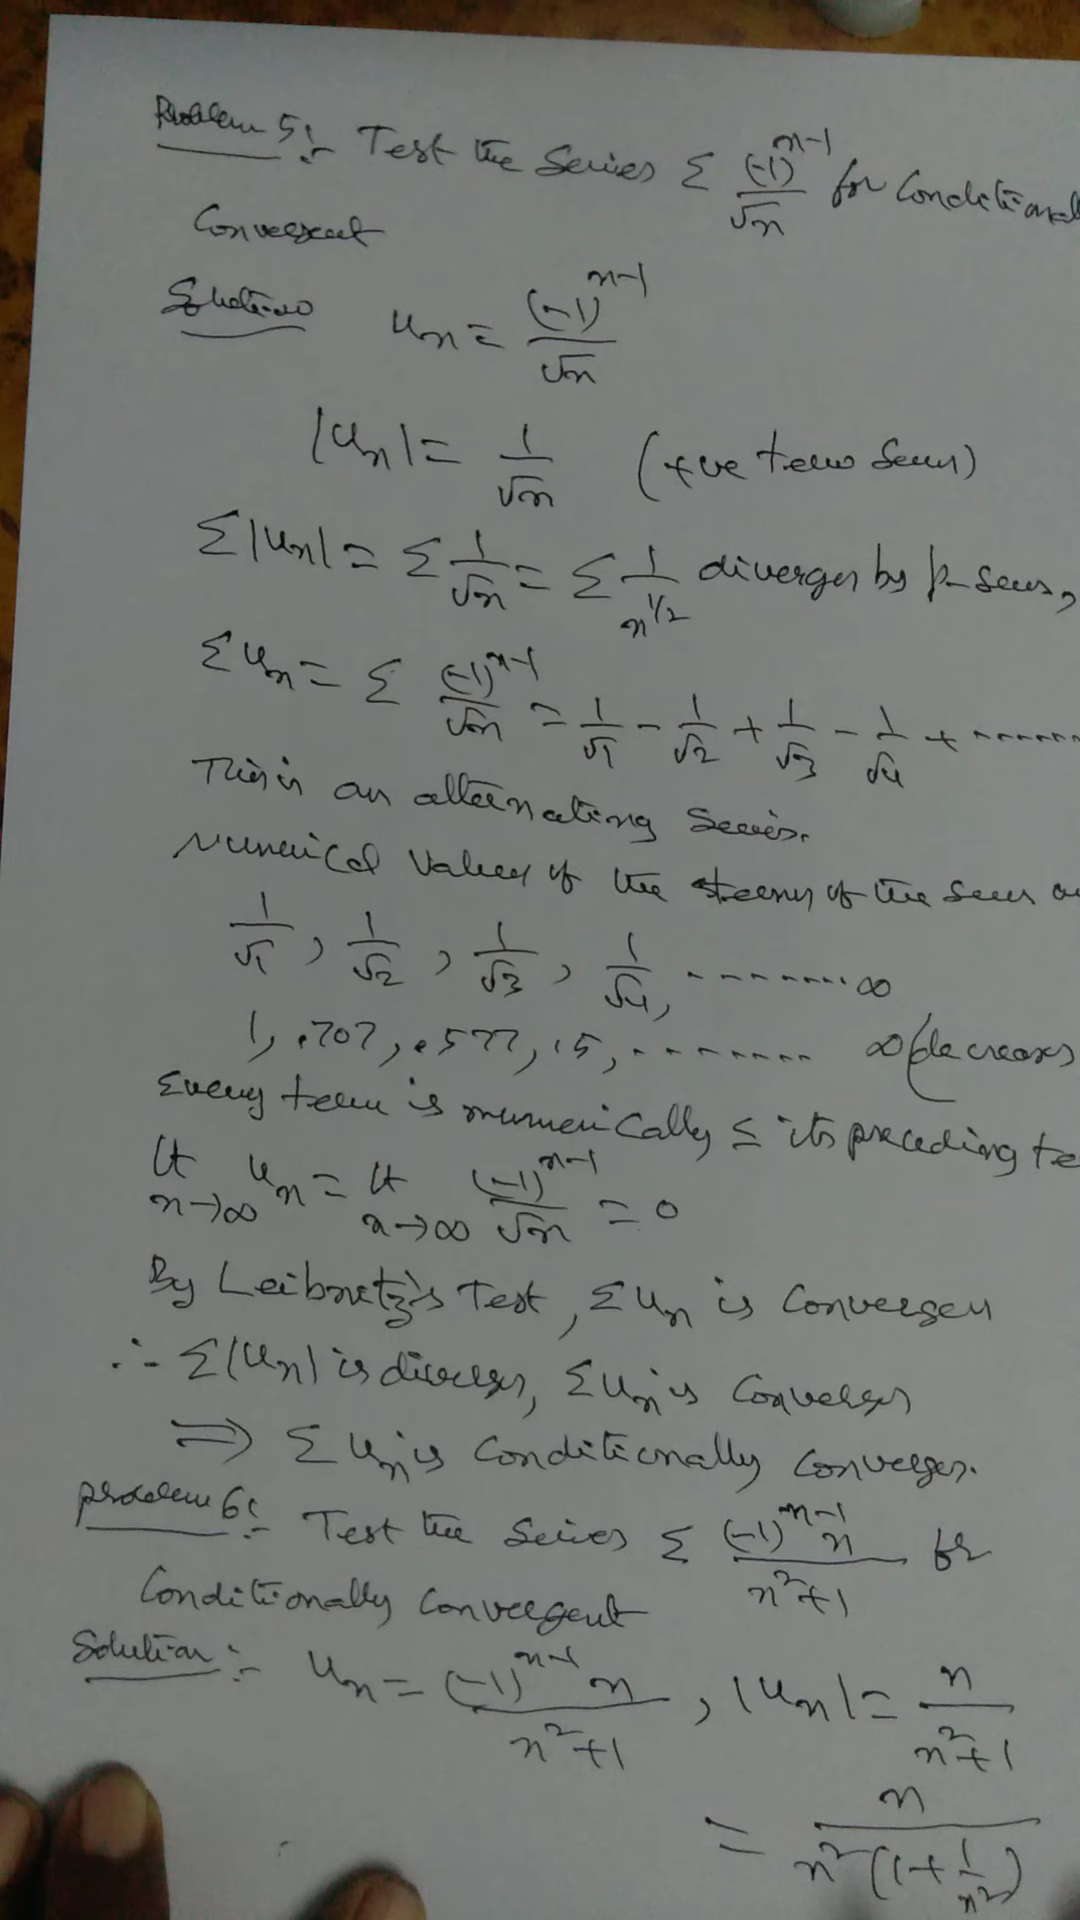 Problem 5:- Test the Series Σ (-1)^(n-1)/√n for Conditional
Convergent
Solution un = (-1)^(n-1)/√n
|un| = 1/√n (+ve term Series)
Σ|un| = Σ 1/√n = Σ 1/n^(1/2) diverges by p-series,
Σun = Σ (-1)^(n-1)/√n = 1/√1 - 1/√2 + 1/√3 - 1/√4 + .......
This is an alternating Series.
Numerical Values of the terms of the Series
1/√1, 1/√2, 1/√3, 1/√4, ......... ∞
1, .707, .577, .5, ......... ∞ (decreases
Every term is numerically ≤ its preceding
lt n→∞ un = lt n→∞ (-1)^(n-1)/√n = 0
By Leibnitz's Test, Σun is Convergen
∴ Σ|un| is diverges, Σun is Converges
⇒ Σun is Conditionally Converges.
problem 6:- Test the Series Σ (-1)^(n-1) n/(n²+1) for
Conditionally Convergent
Solution:- un = (-1)^(n-1) n/(n²+1), |un| = n/(n²+1)
= n/(n²(1+1/n²))